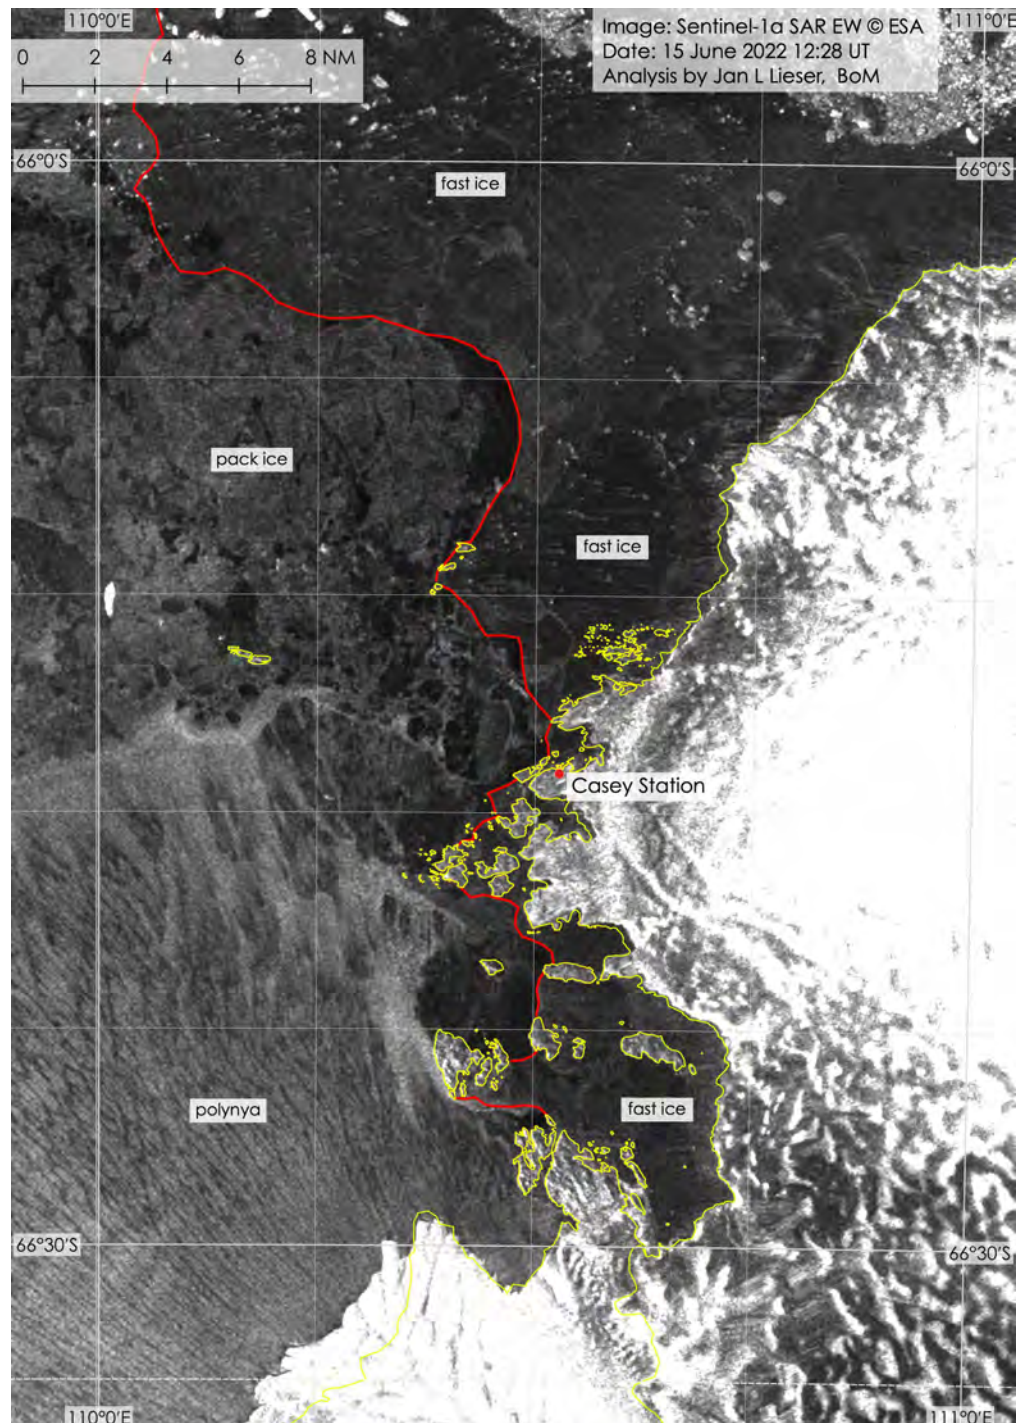 110°0'E
111°0'E
Image: Sentinel-1a SAR EW © ESA
Date: 15 June 2022 12:28 UT
Analysis by Jan L Lieser, BoM
0 2 4 6 8 NM
66°0'S
66°0'S
fast ice
pack ice
fast ice
Casey Station
polynya
fast ice
66°30'S
66°30'S
110°0'E
111°0'E